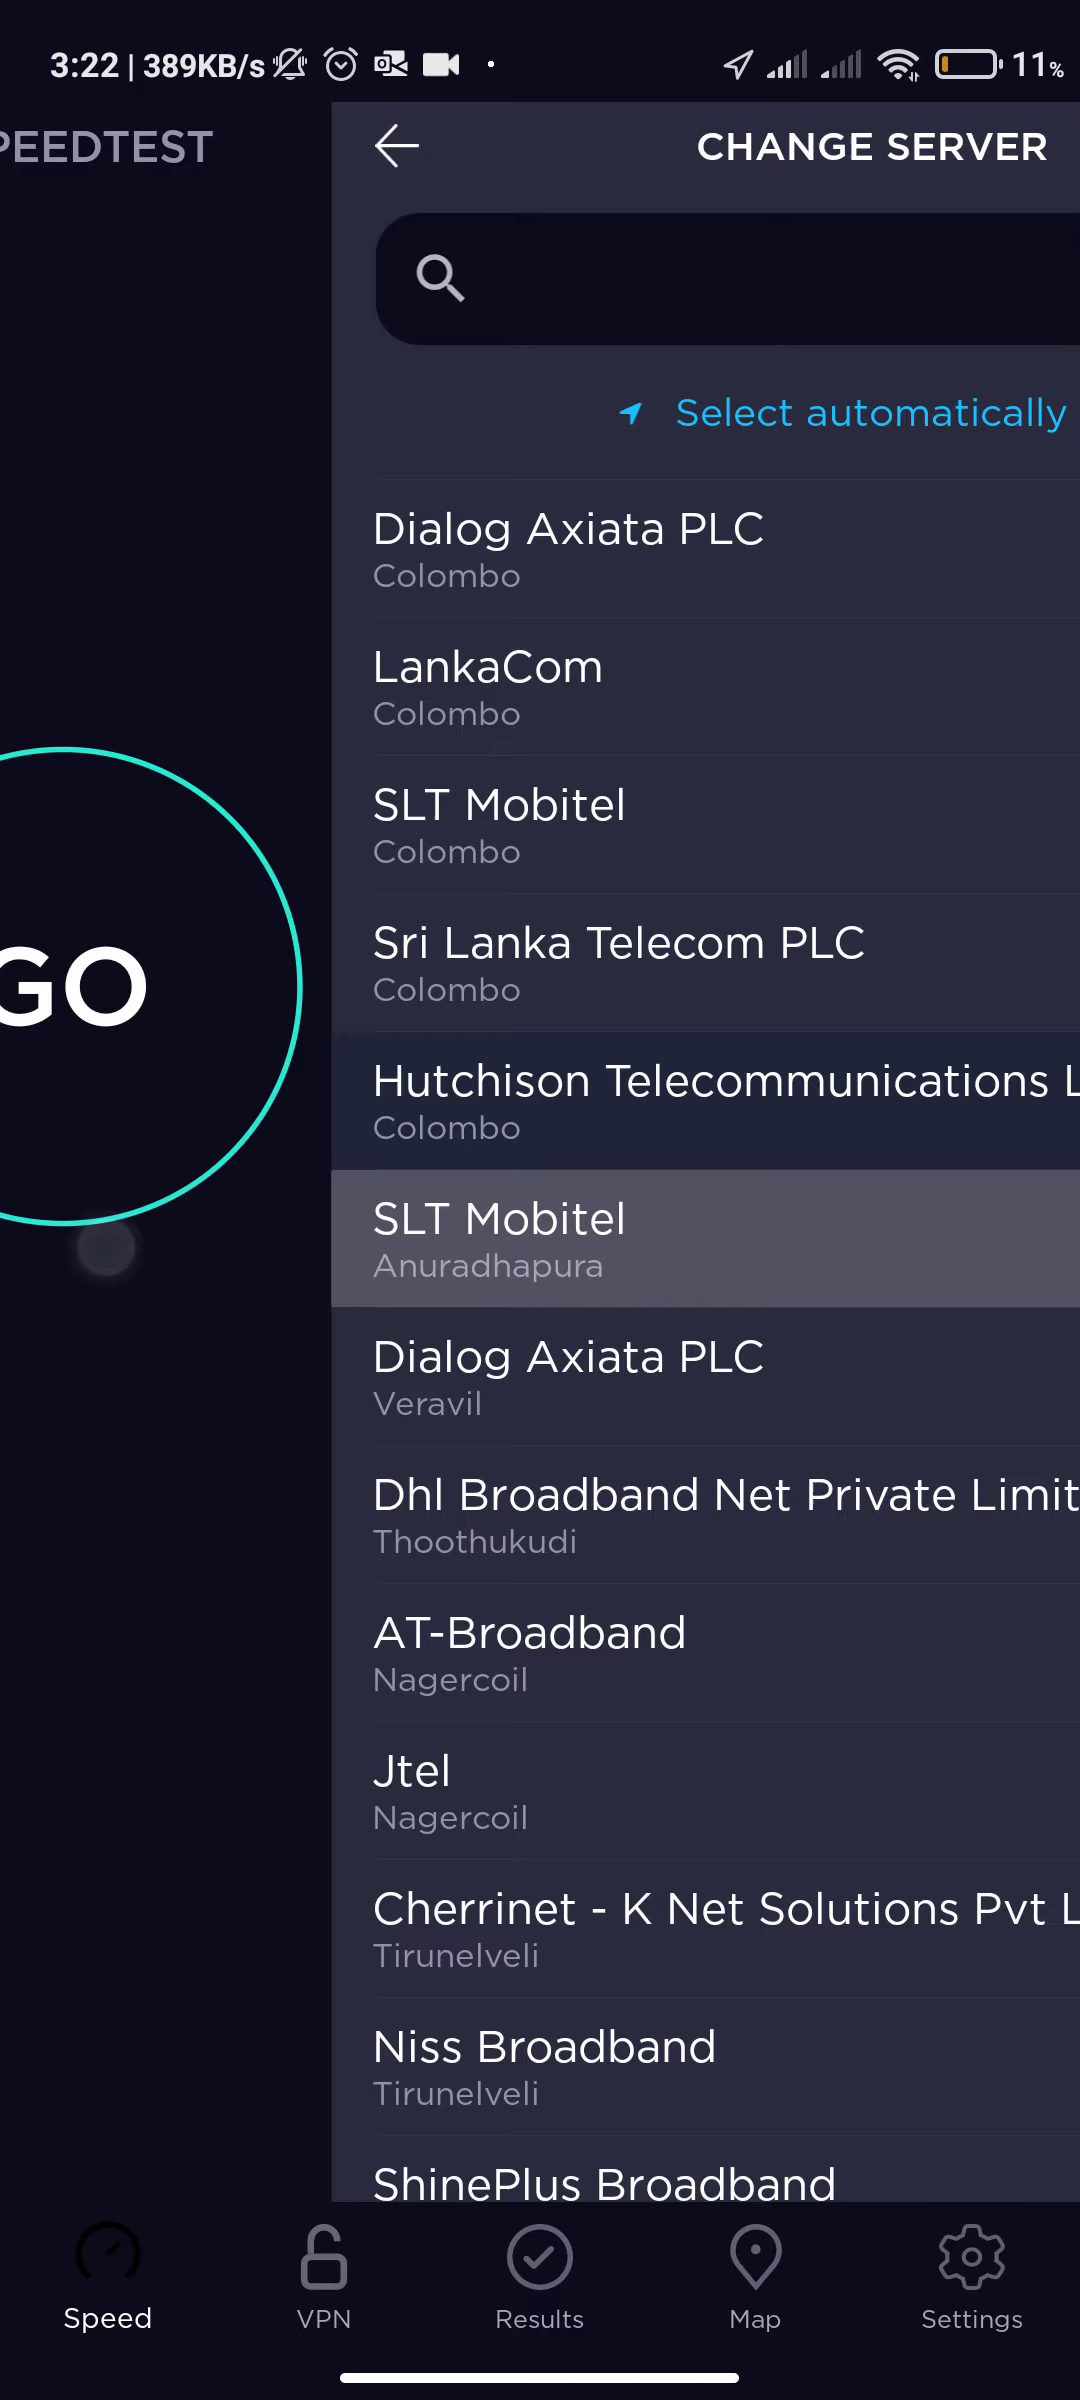 3:22 | 389KB/s
11%
PEEDTEST
CHANGE SERVER
Select automatically
Dialog Axiata PLC
Colombo
LankaCom
Colombo
SLT Mobitel
Colombo
Sri Lanka Telecom PLC
Colombo
GO
Hutchison Telecommunications L
Colombo
SLT Mobitel
Anuradhapura
Dialog Axiata PLC
Veravil
Dhl Broadband Net Private Limit
Thoothukudi
AT-Broadband
Nagercoil
Jtel
Nagercoil
Cherrinet - K Net Solutions Pvt L
Tirunelveli
Niss Broadband
Tirunelveli
ShinePlus Broadband
Speed
VPN
Results
Map
Settings